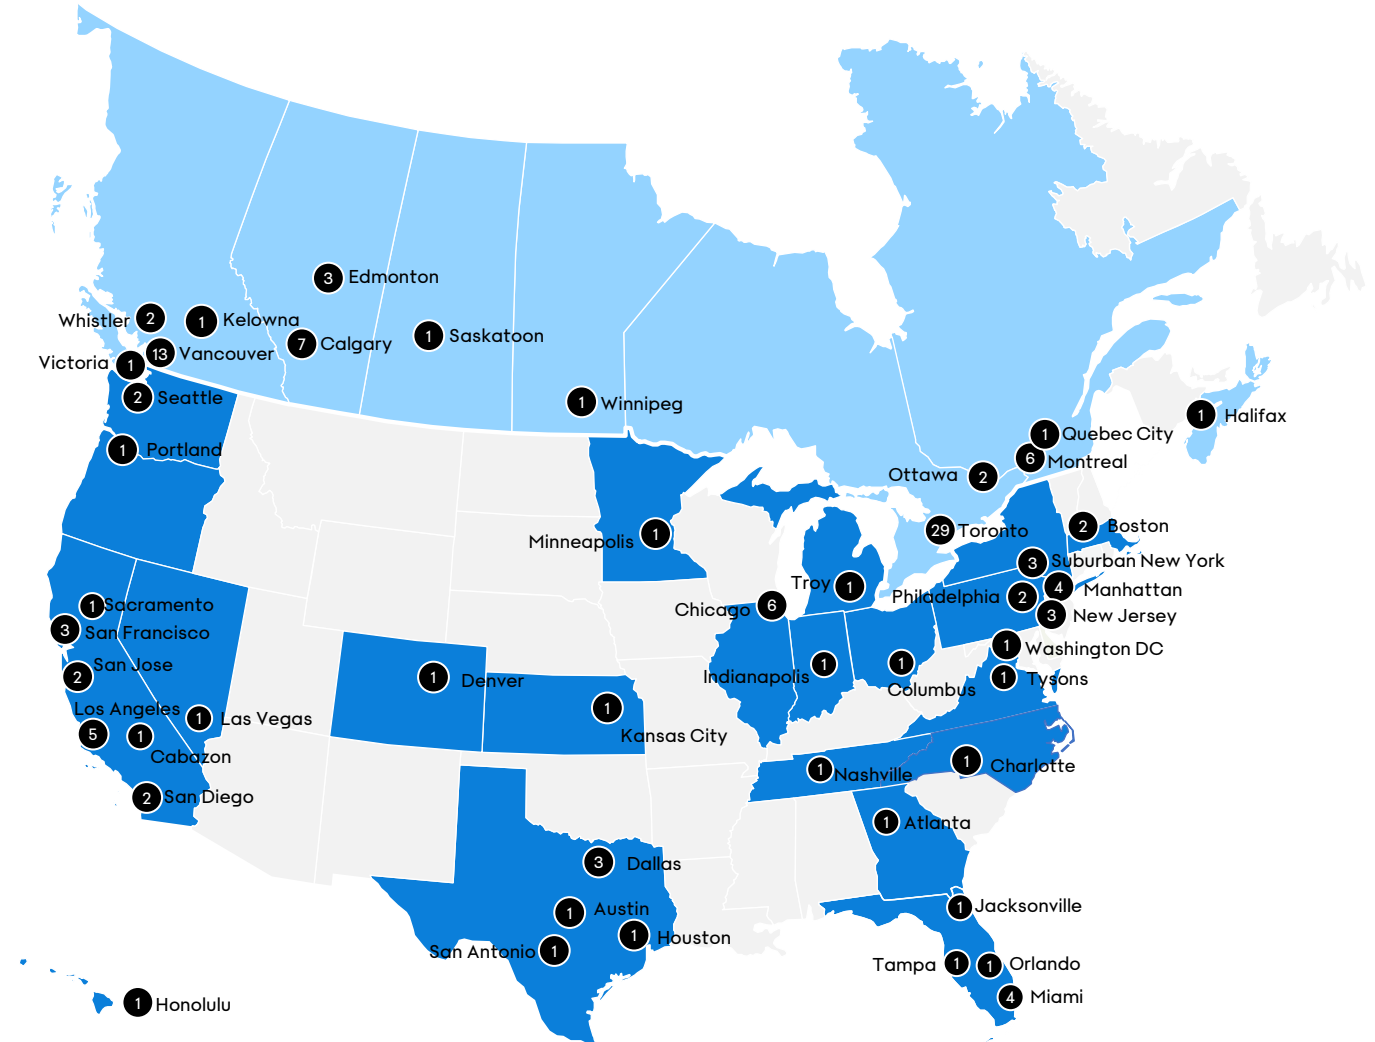 3 Edmonton
Whistler 2
1 Kelowna
7 Calgary
1 Saskatoon
13 Vancouver
Victoria 1
2 Seattle
1 Winnipeg
1 Halifax
1 Quebec City
6 Montreal
Ottawa 2
1 Portland
29 Toronto
2 Boston
Minneapolis 1
3 Suburban New York
Troy 1
4 Manhattan
Philadelphia 2
Chicago 6
3 New Jersey
1 Sacramento
3 San Francisco
1 Washington DC
2 San Jose
1 Denver
Indianapolis 1
1 Columbus
1 Tysons
Los Angeles 5
1 Las Vegas
1 Kansas City
1 Cabazon
1 Nashville
1 Charlotte
2 San Diego
1 Atlanta
3 Dallas
1 Austin
1 Houston
San Antonio 1
1 Jacksonville
Tampa 1
1 Orlando
4 Miami
1 Honolulu